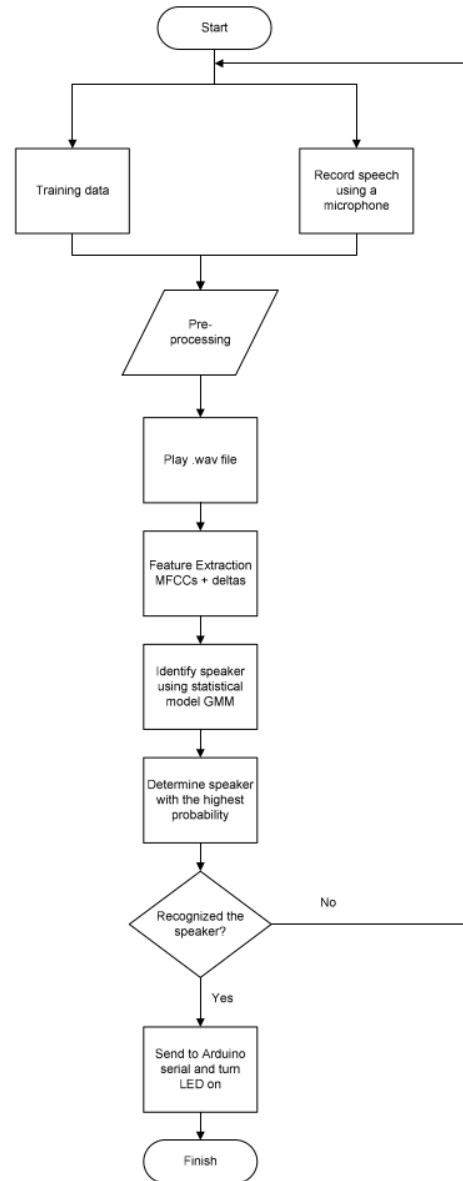 Start
Training data
Record speech
using a
microphone
Pre-
processing
Play .wav file
Feature Extraction
MFCCs + deltas
Identify speaker
using statistical
model GMM
Determine speaker
with the highest
probability
Recognized the
speaker?
No
Yes
Send to Arduino
serial and turn
LED on
Finish